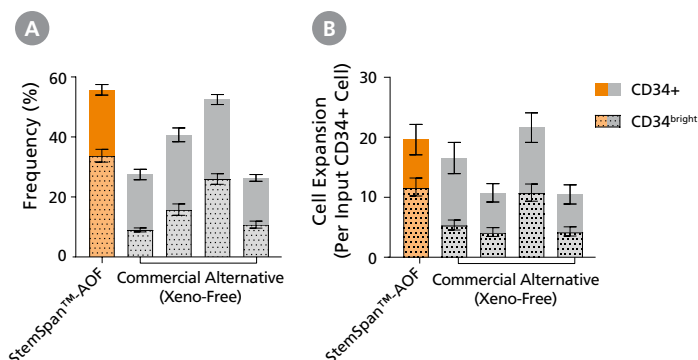 A
Frequency (%)
60
40
20
0
StemSpan™-AOF
Commercial Alternative
(Xeno-Free)
B
Cell Expansion
(Per Input CD34+ Cell)
30
20
10
0
StemSpan™-AOF
Commercial Alternative
(Xeno-Free)
CD34+
CD34bright